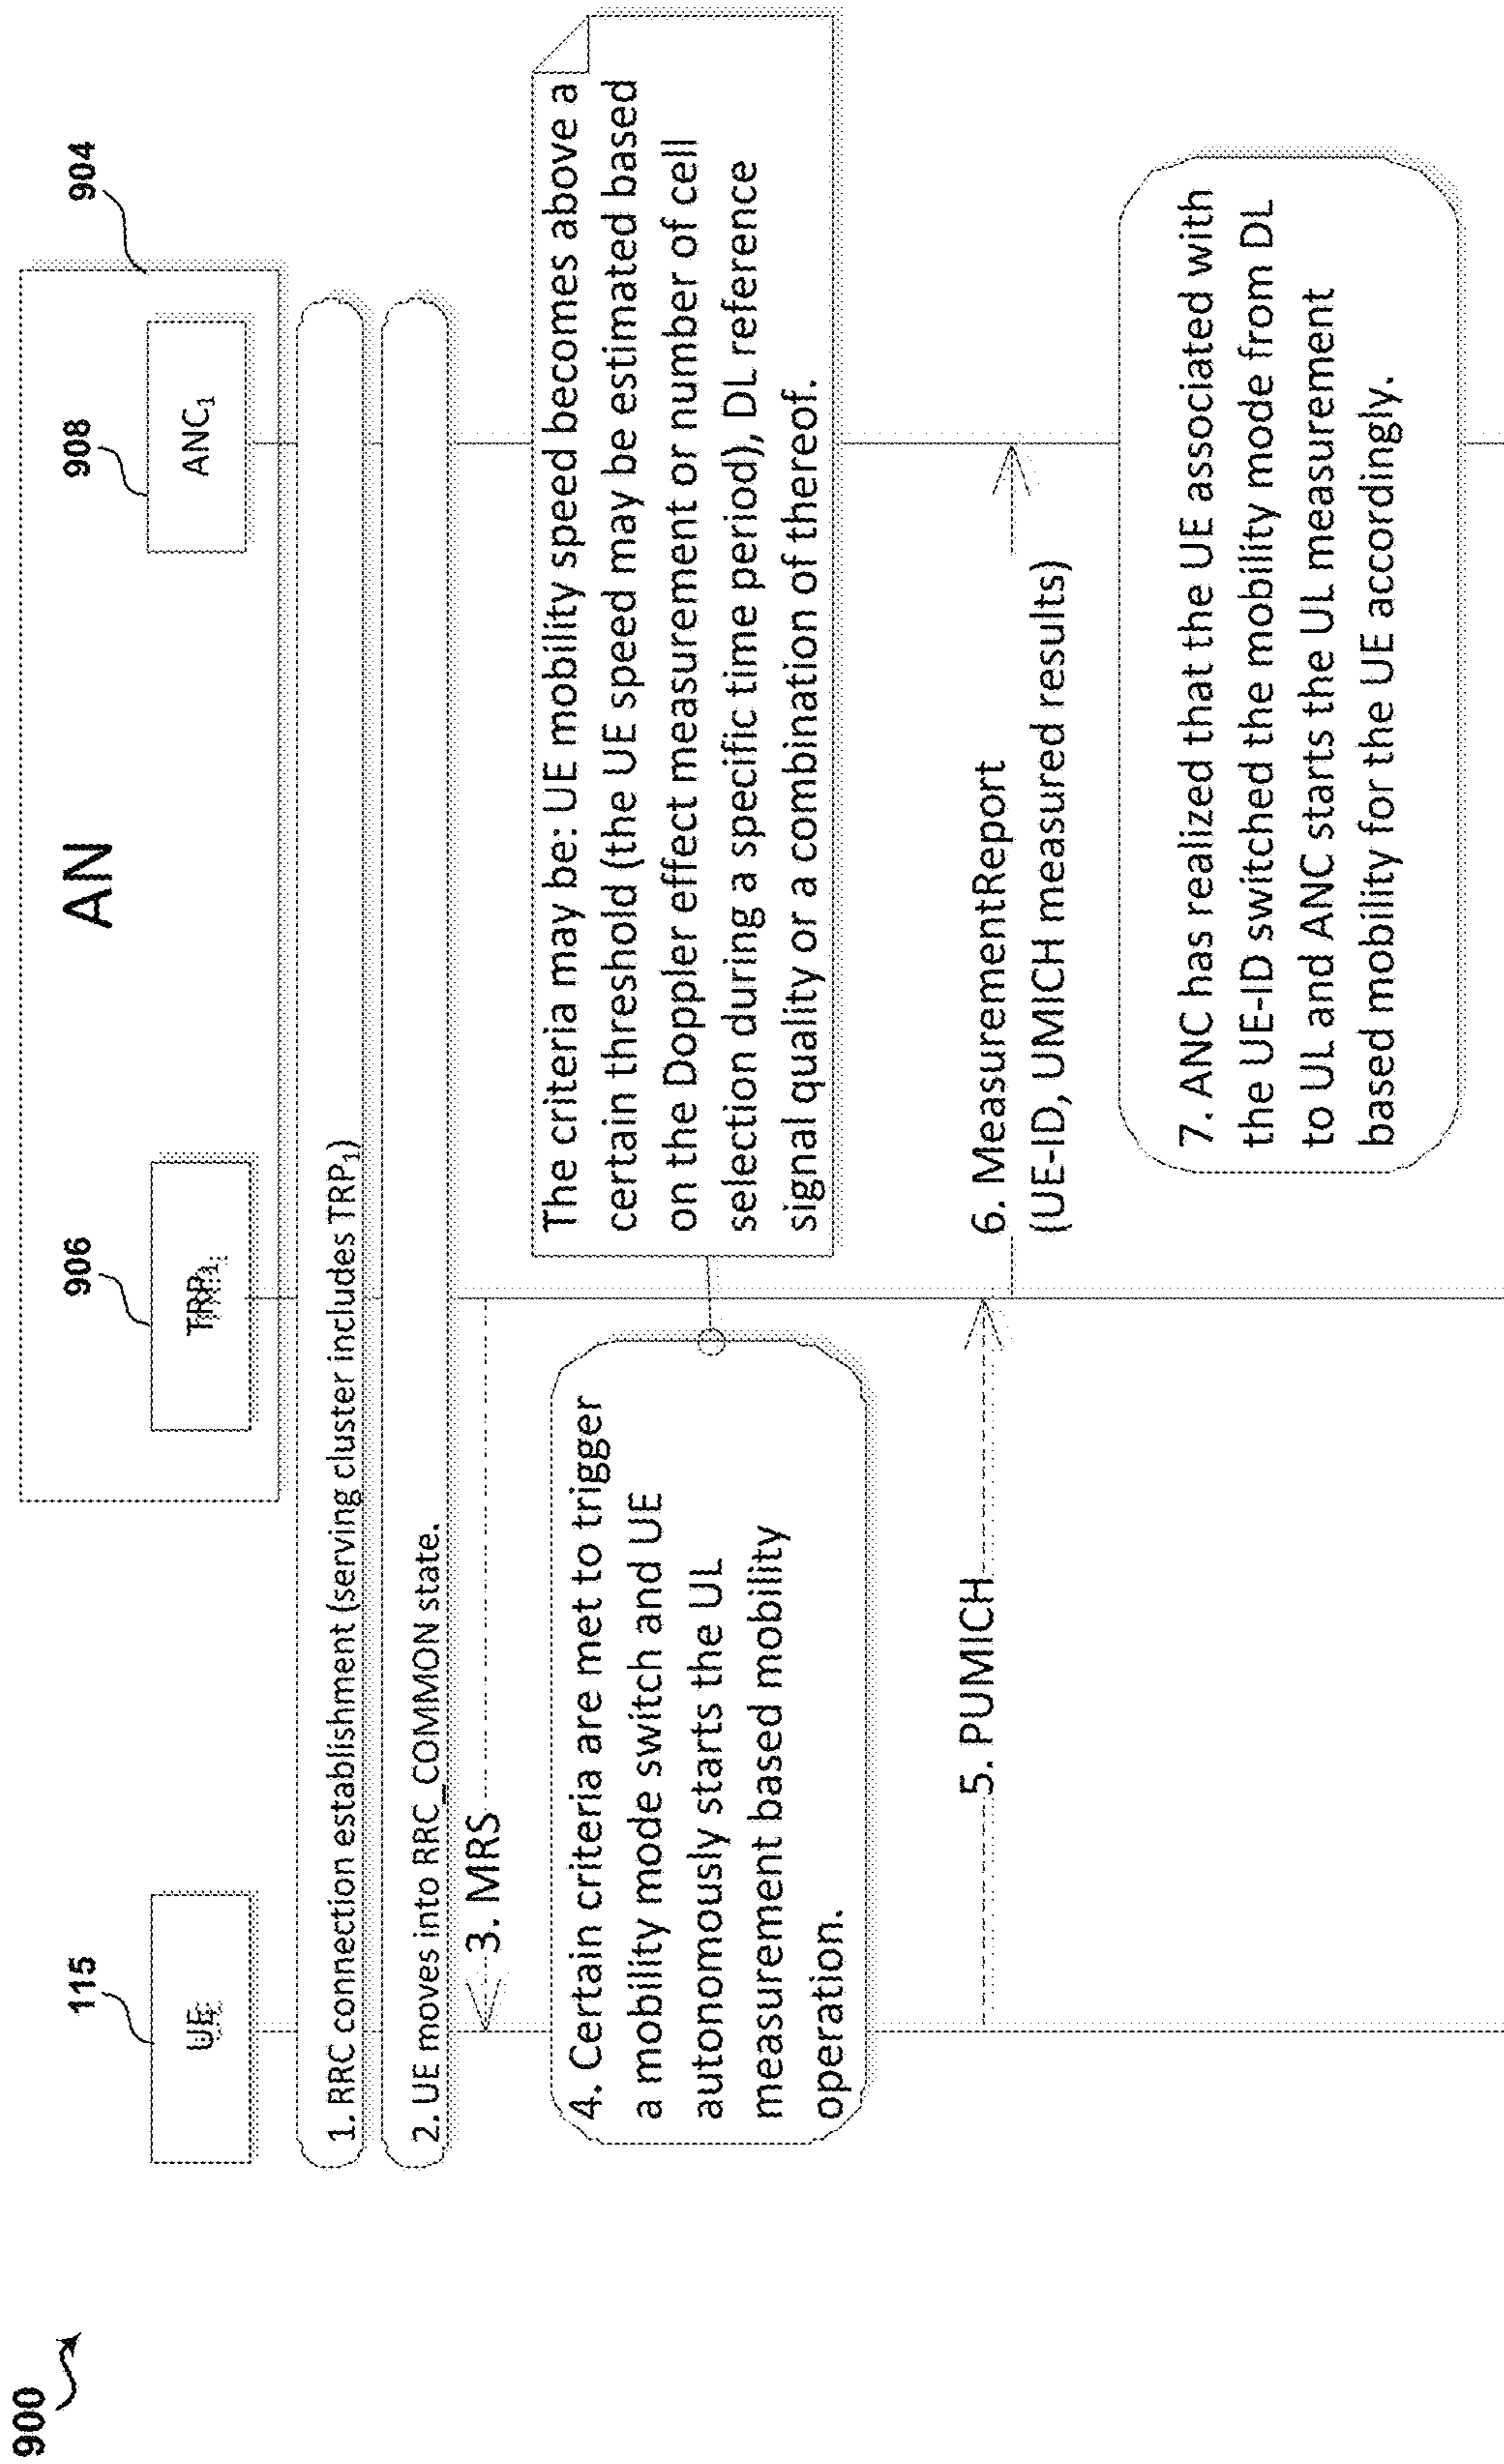 900
115
UE
AN
906
TRP₁
908
ANC₁
904
1. RRC connection establishment (serving cluster includes TRP₁)
2. UE moves into RRC_COMMON state.
3. MRS
4. Certain criteria are met to trigger
a mobility mode switch and UE
autonomously starts the UL
measurement based mobility
operation.
The criteria may be: UE mobility speed becomes above a
certain threshold (the UE speed may be estimated based
on the Doppler effect measurement or number of cell
selection during a specific time period), DL reference
signal quality or a combination of thereof.
5. PUMICH
6. MeasurementReport
(UE-ID, UMICH measured results)
7. ANC has realized that the UE associated with
the UE-ID switched the mobility mode from DL
to UL and ANC starts the UL measurement
based mobility for the UE accordingly.